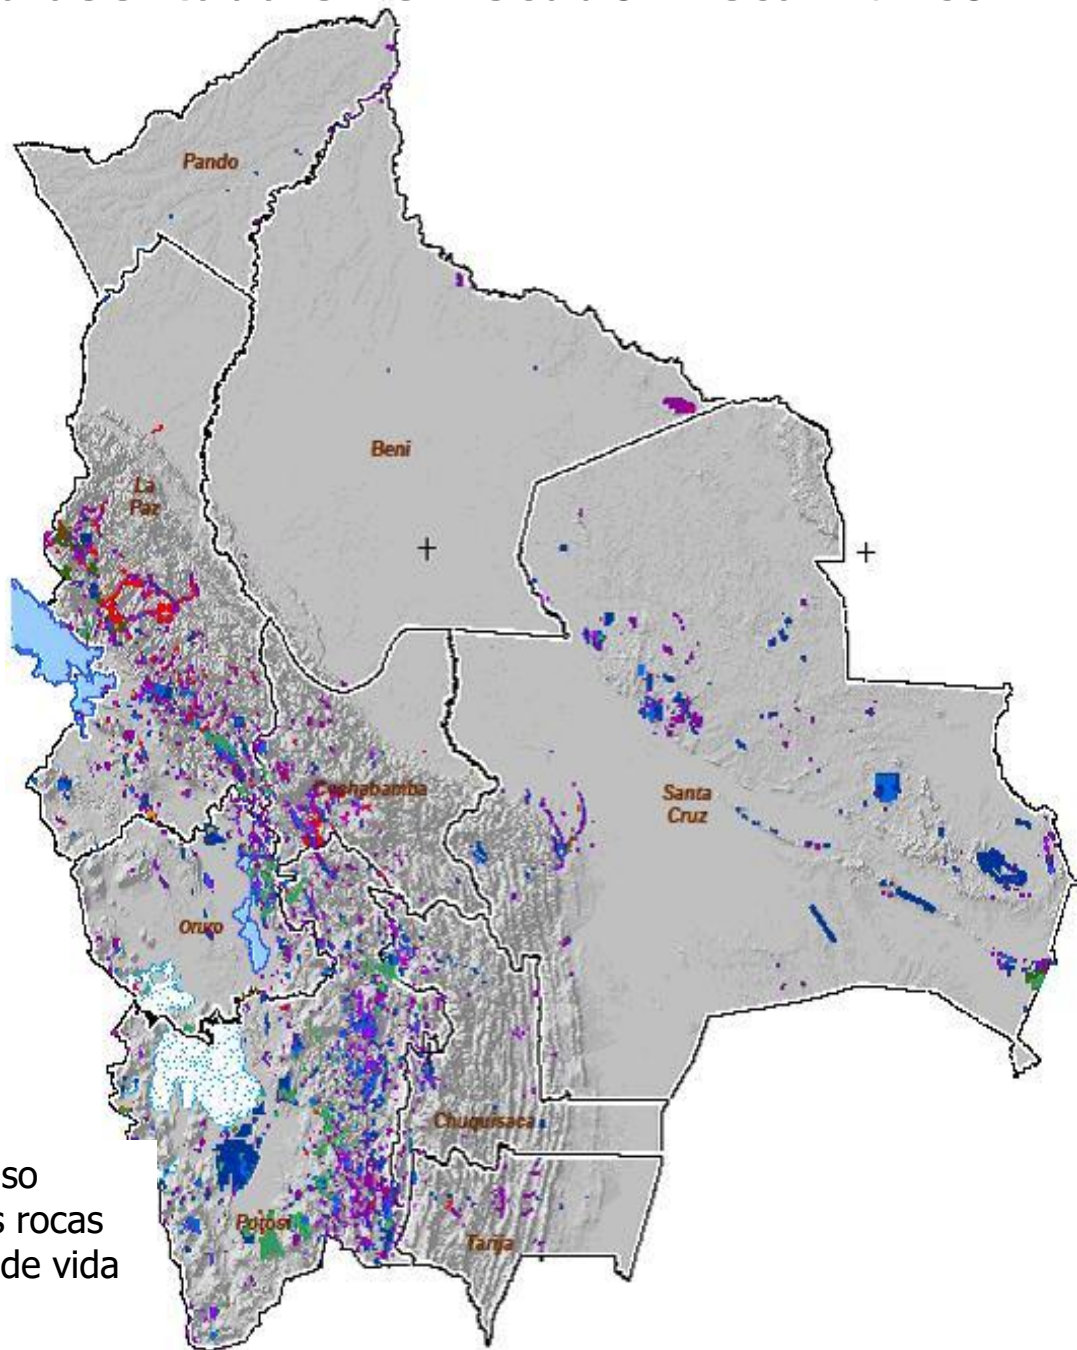 Pando
Beni
La
Paz
Santa
Cruz
Cochabamba
Oruro
Chuquisaca
Potosí
Tarija
so
s rocas
de vida